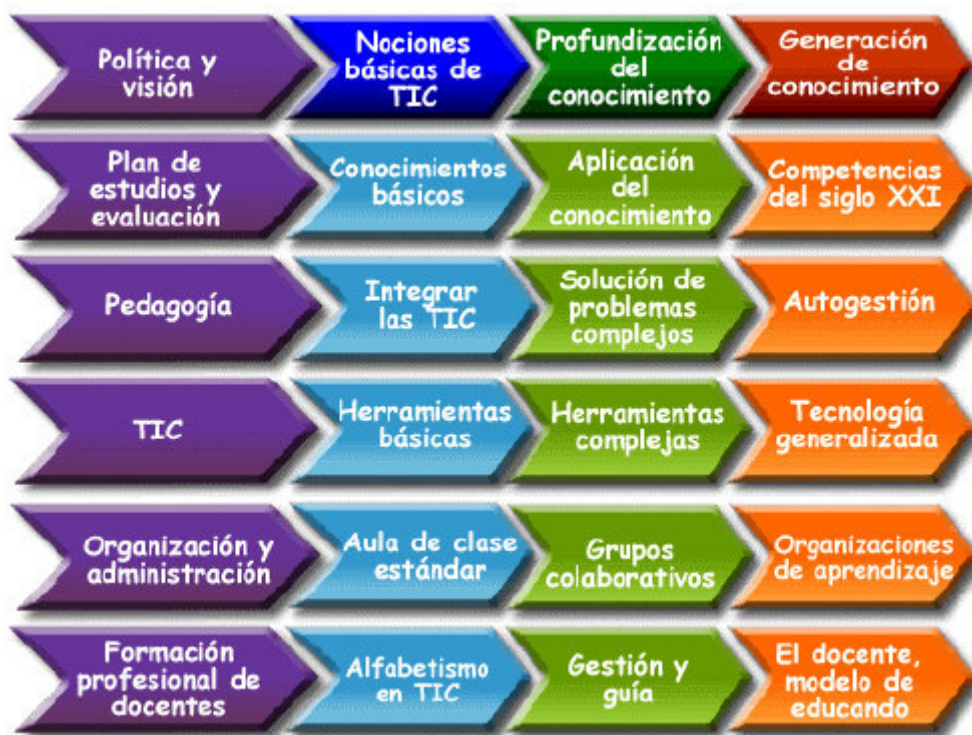 Política y
visión
Nociones
básicas de
TIC
Profundización
del
conocimiento
Generación
de
conocimiento
Plan de
estudios y
evaluación
Conocimientos
básicos
Aplicación
del
conocimiento
Competencias
del siglo XXI
Pedagogía
Integrar
las TIC
Solución de
problemas
complejos
Autogestión
TIC
Herramientas
básicas
Herramientas
complejas
Tecnología
generalizada
Organización y
administración
Aula de clase
estándar
Grupos
colaborativos
Organizaciones
de aprendizaje
Formación
profesional de
docentes
Alfabetismo
en TIC
Gestión y
guía
El docente,
modelo de
educando